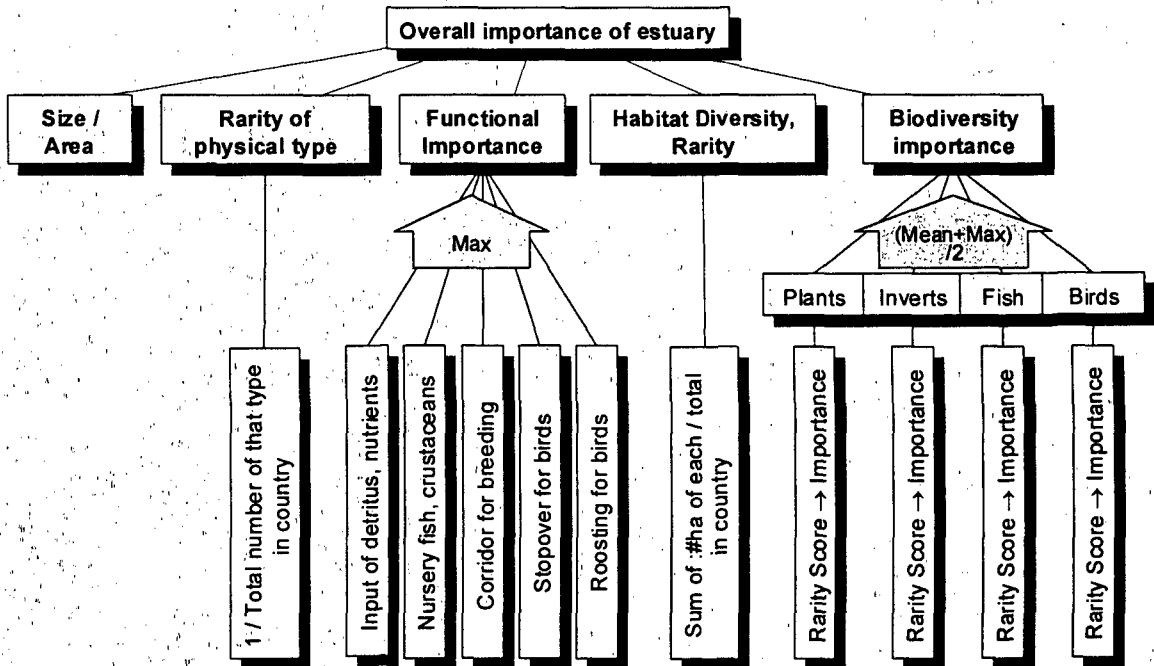 Overall importance of estuary
Size /
Area
Rarity of
physical type
Functional
Importance
Habitat Diversity,
Rarity
Biodiversity
importance
Max
(Mean+Max)
/2
Plants
Inverts
Fish
Birds
1 / Total number of that type
in country
Input of detritus, nutrients
Nursery fish, crustaceans
Corridor for breeding
Stopover for birds
Roosting for birds
Sum of #ha of each / total
in country
Rarity Score → Importance
Rarity Score → Importance
Rarity Score → Importance
Rarity Score → Importance